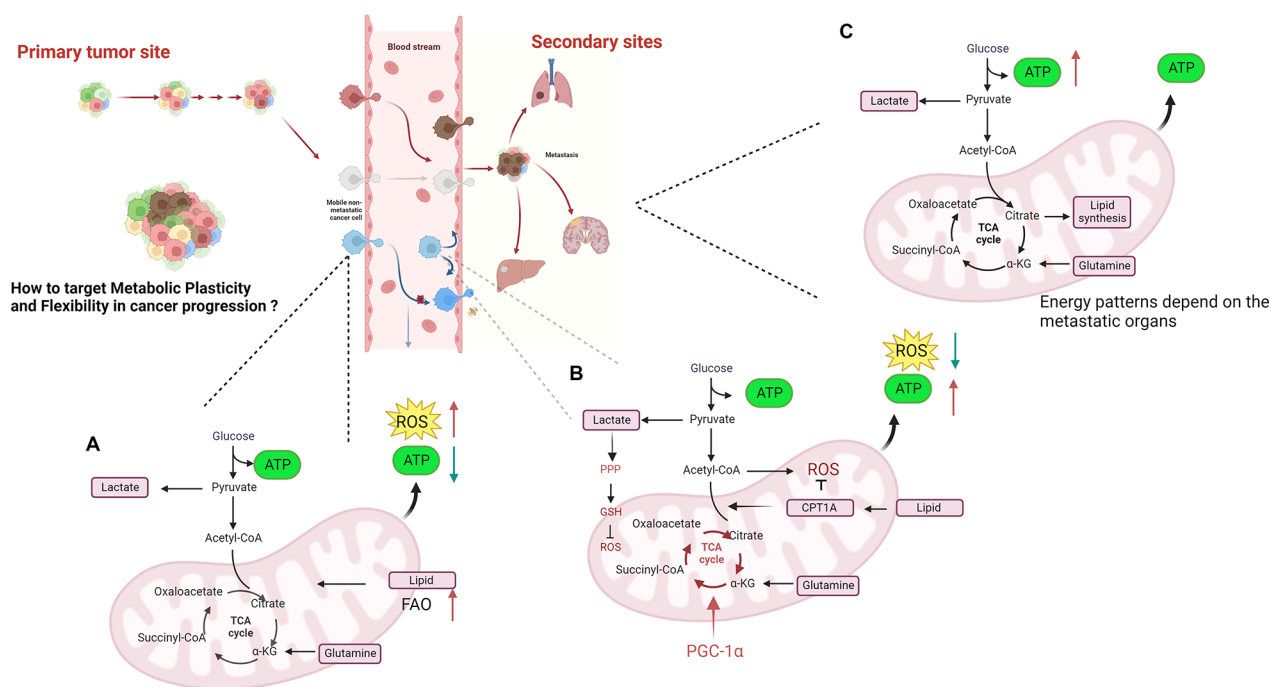 Primary tumor site
How to target Metabolic Plasticity
and Flexibility in cancer progression ?
Blood stream
Mobile non-
metastatic
cancer cell
Secondary sites
Metastasis
C
Glucose
ATP
ATP
Lactate
Pyruvate
Acetyl-CoA
Oxaloacetate
Citrate
Lipid
synthesis
TCA
cycle
Succinyl-CoA
α-KG
Glutamine
Energy patterns depend on the
metastatic organs
A
ROS
Glucose
ATP
ATP
Lactate
Pyruvate
Acetyl-CoA
Lipid
FAO
Oxaloacetate
Citrate
TCA
cycle
Succinyl-CoA
α-KG
Glutamine
B
ROS
Glucose
ATP
ATP
Lactate
Pyruvate
PPP
Acetyl-CoA
ROS
GSH
CPT1A
Lipid
Oxaloacetate
Citrate
ROS
TCA
cycle
Succinyl-CoA
α-KG
Glutamine
PGC-1α